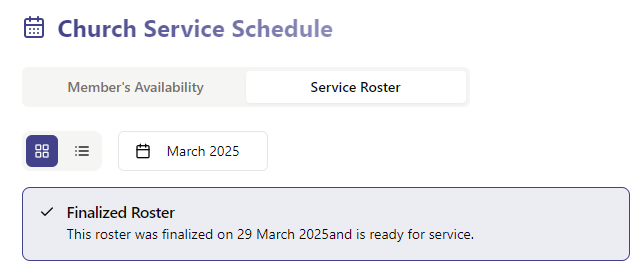 Church Service Schedule
Member's Availability
Service Roster
March 2025
Finalized Roster
This roster was finalized on 29 March 2025and is ready for service.